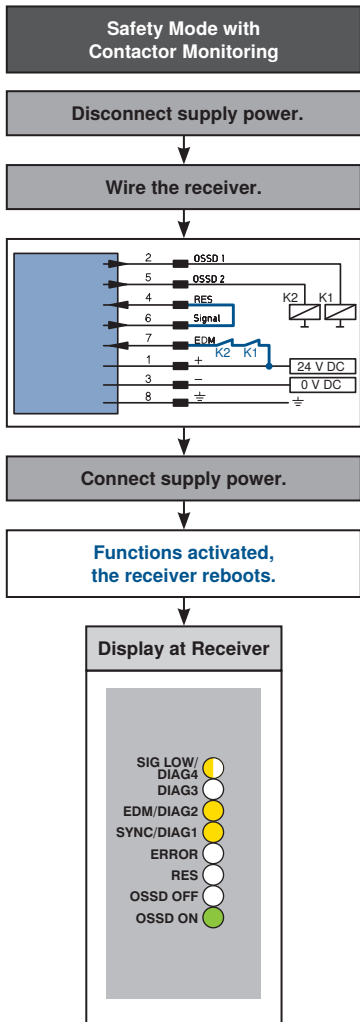 Safety Mode with
Contactor Monitoring
Disconnect supply power.
Wire the receiver.
2 OSSD 1
5 OSSD 2
4 RES
6 Signal
7 EDM
K2 K1
K2 K1
1 +
24 V DC
3 –
0 V DC
8
Connect supply power.
Functions activated,
the receiver reboots.
Display at Receiver
SIG LOW/
DIAG4
DIAG3
EDM/DIAG2
SYNC/DIAG1
ERROR
RES
OSSD OFF
OSSD ON